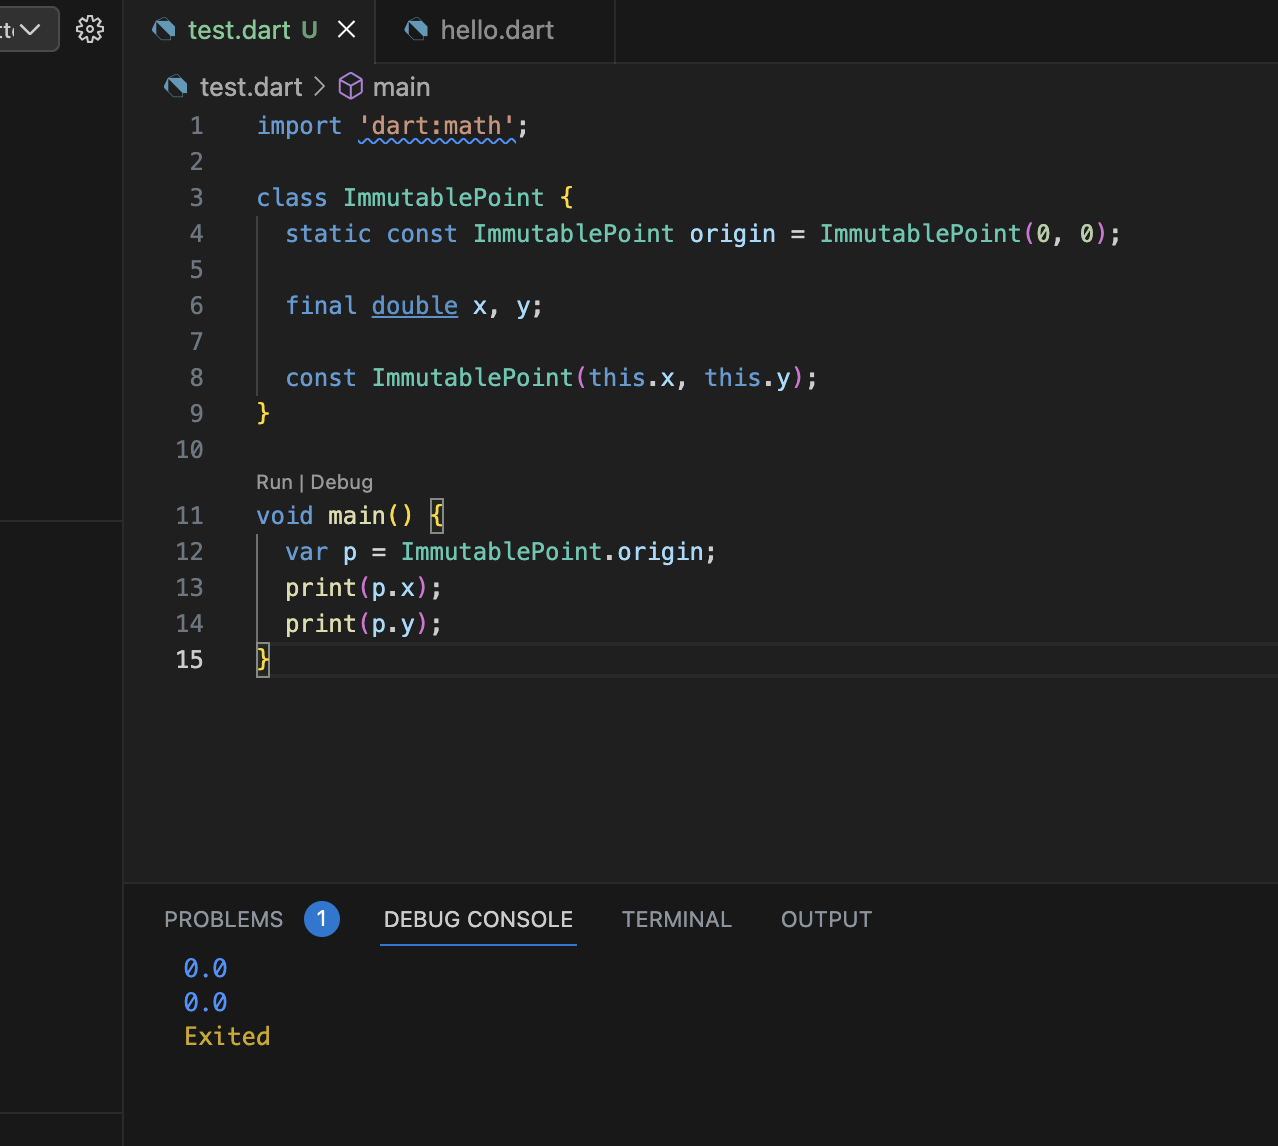 test.dart U
hello.dart
test.dart > main
1 import 'dart:math';
2
3 class ImmutablePoint {
4   static const ImmutablePoint origin = ImmutablePoint(0, 0);
5
6   final double x, y;
7
8   const ImmutablePoint(this.x, this.y);
9 }
10
Run | Debug
11 void main() {
12   var p = ImmutablePoint.origin;
13   print(p.x);
14   print(p.y);
15 }
PROBLEMS 1 DEBUG CONSOLE TERMINAL OUTPUT
0.0
0.0
Exited